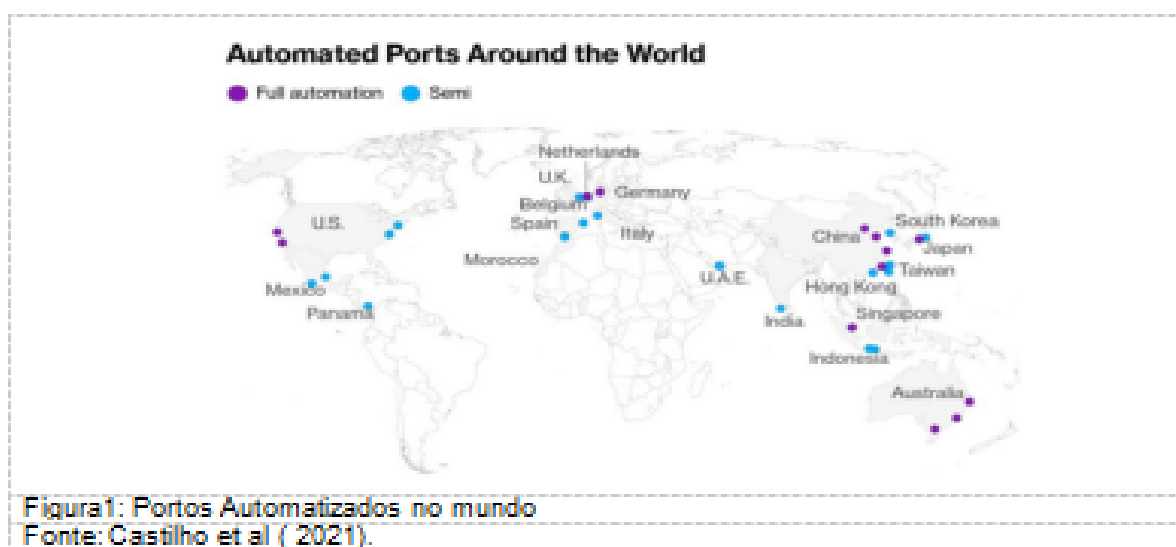 Automated Ports Around the World
Full automation Semi
Netherlands
U.K.
Germany
Belgium
U.S.
Spain
Italy
South Korea
China
Japan
Morocco
U.A.E.
Taiwan
Hong Kong
Mexico
Panama
India
Singapore
Indonesia
Australia
Figura1: Portos Automatizados no mundo
Fonte: Castilho et al ( 2021).